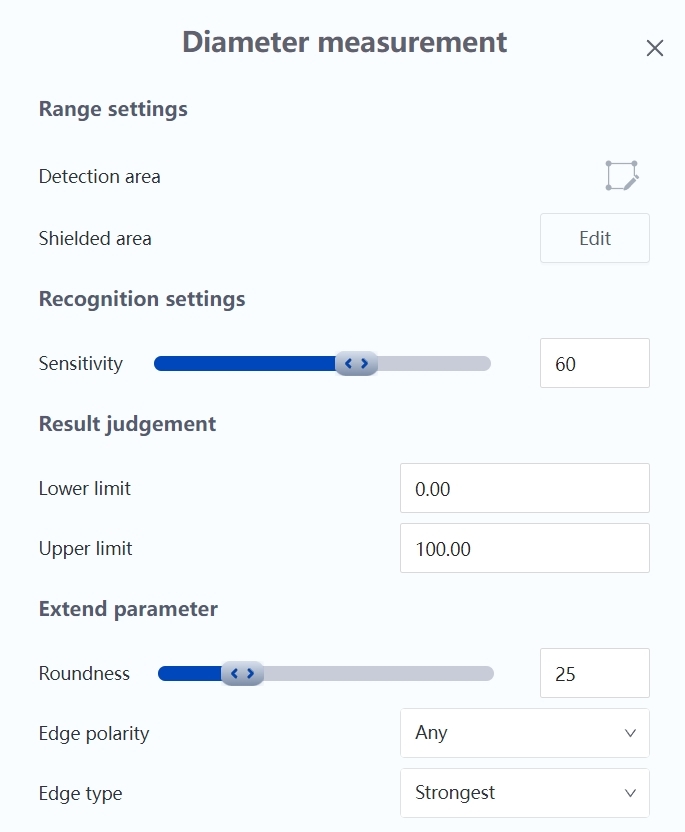 Diameter measurement
Range settings
Detection area
Shielded area
Edit
Recognition settings
Sensitivity
60
Result judgement
Lower limit
0.00
Upper limit
100.00
Extend parameter
Roundness
25
Edge polarity
Any
Edge type
Strongest